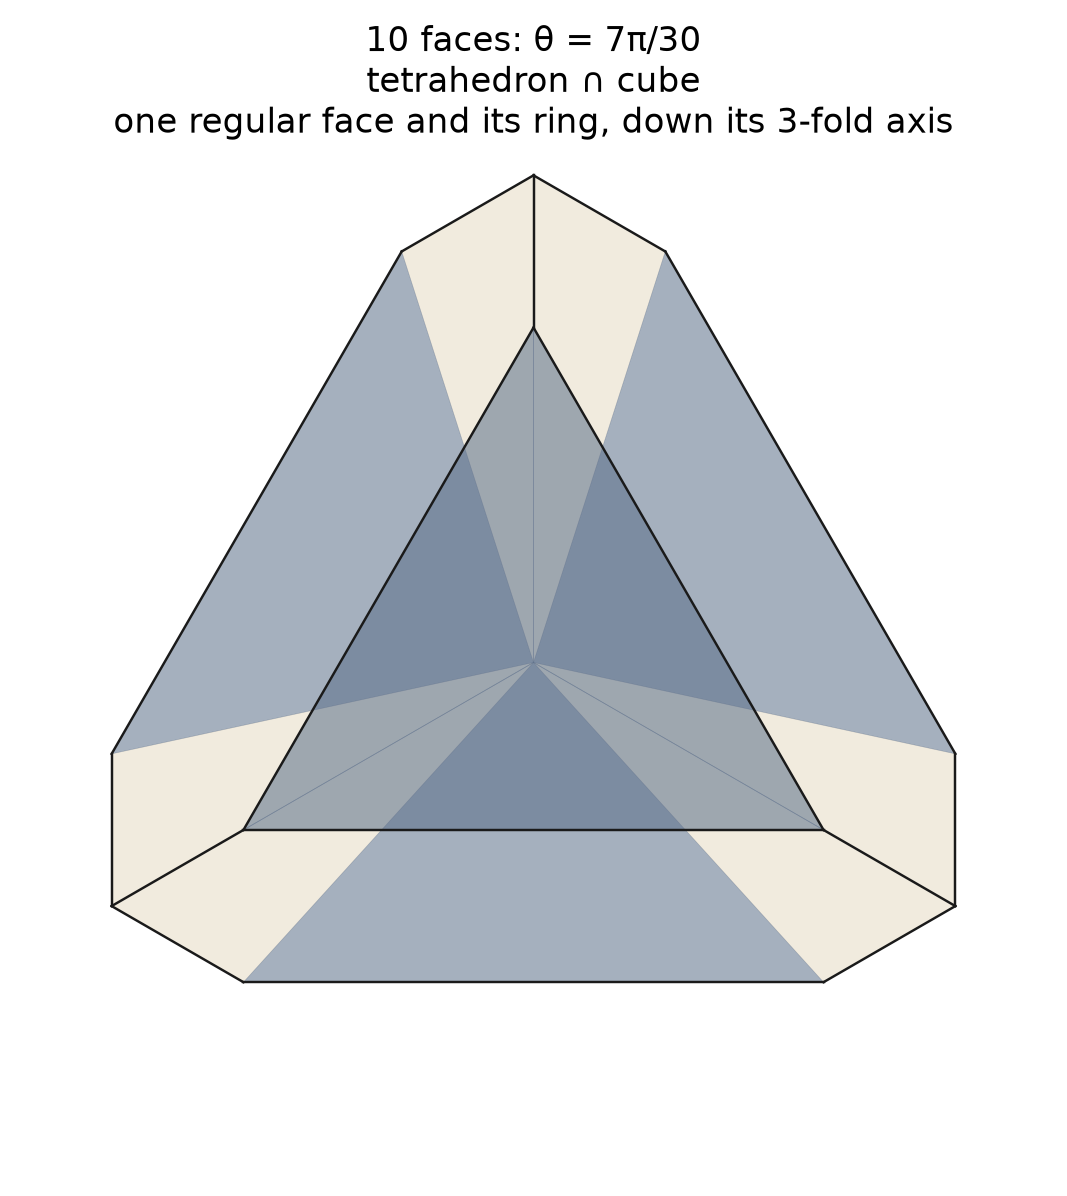 10 faces: θ = 7π/30
tetrahedron ∩ cube
one regular face and its ring, down its 3-fold axis